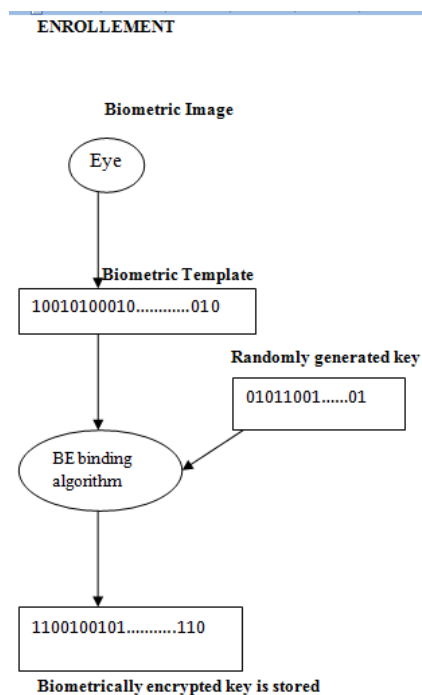 ENROLLEMENT
Biometric Image
Eye
Biometric Template
10010100010............010
Randomly generated key
01011001......01
BE binding
algorithm
1100100101...........110
Biometrically encrypted key is stored